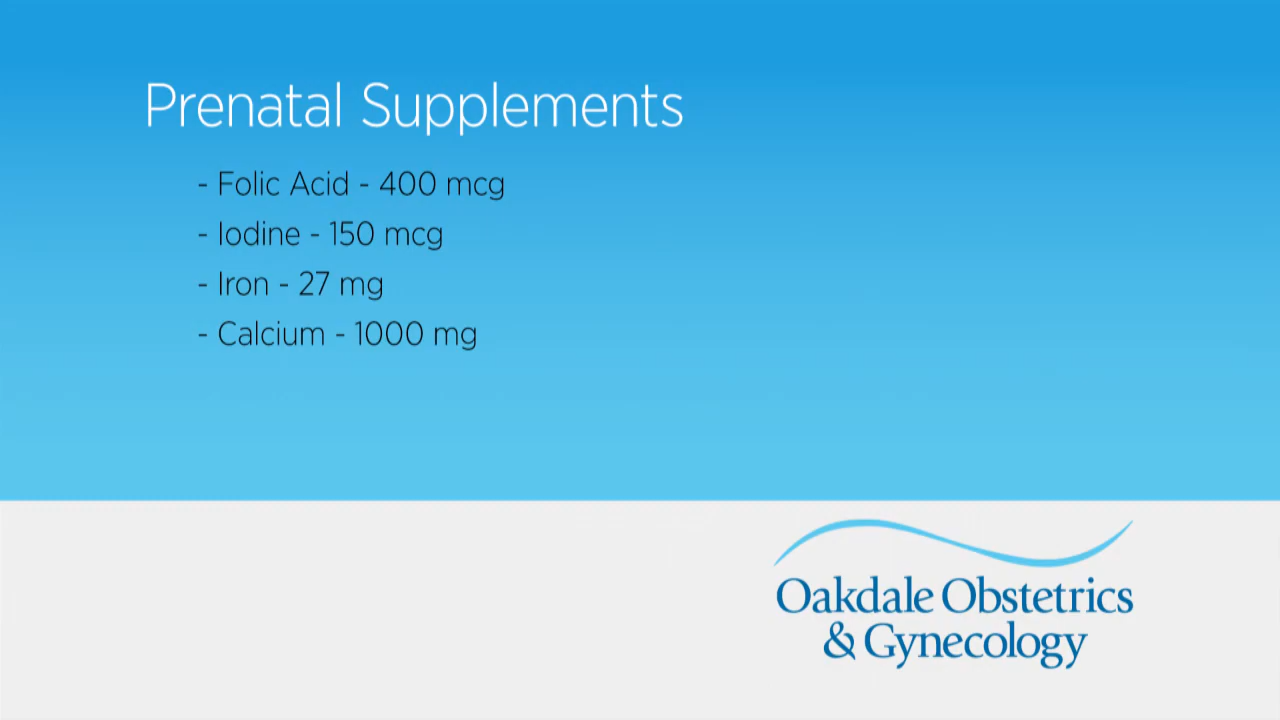 Prenatal Supplements
- Folic Acid - 400 mcg
- Iodine - 150 mcg
- Iron - 27 mg
- Calcium - 1000 mg
Oakdale Obstetrics
& Gynecology